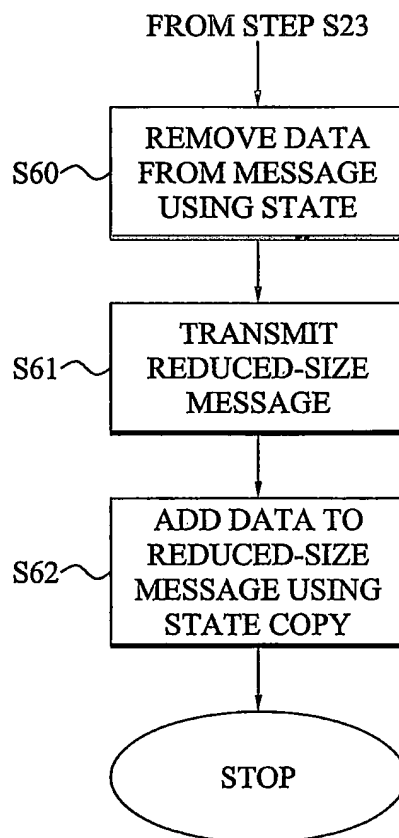 FROM STEP S23
REMOVE DATA
S60 FROM MESSAGE
USING STATE
TRANSMIT
S61 REDUCED-SIZE
MESSAGE
ADD DATA TO
REDUCED-SIZE
S62 MESSAGE USING
STATE COPY
STOP